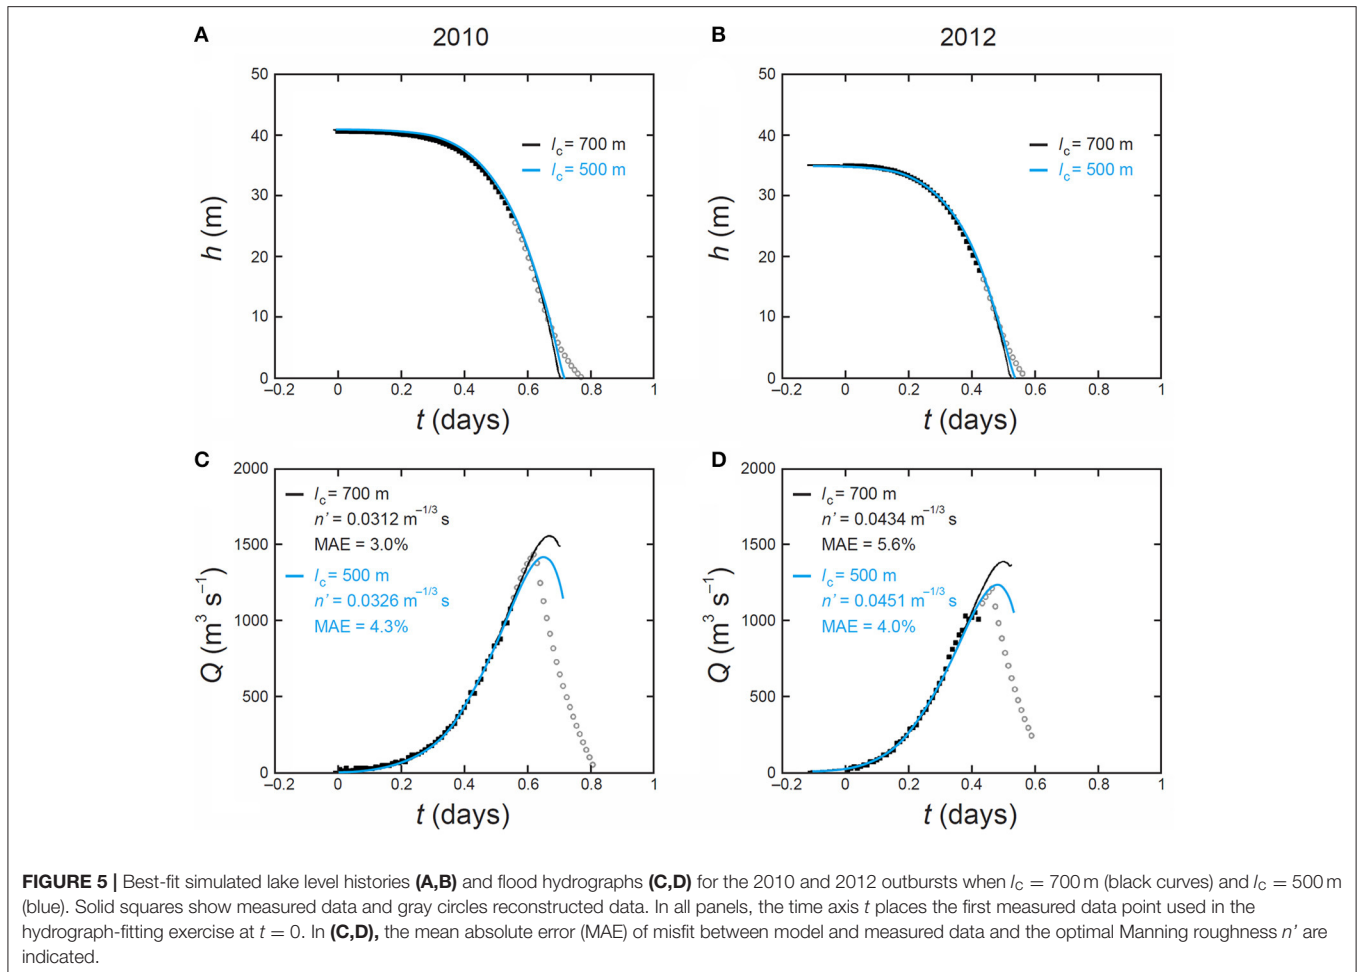 A
2010
B
2012
50
40
30
20
10
0
h (m)
l_c = 700 m
l_c = 500 m
−0.2 0 0.2 0.4 0.6 0.8 1
t (days)
50
40
30
20
10
0
h (m)
l_c = 700 m
l_c = 500 m
−0.2 0 0.2 0.4 0.6 0.8 1
t (days)
C
2000
1500
1000
500
0
Q (m³ s⁻¹)
l_c = 700 m
n' = 0.0312 m⁻¹/³ s
MAE = 3.0%
l_c = 500 m
n' = 0.0326 m⁻¹/³ s
MAE = 4.3%
−0.2 0 0.2 0.4 0.6 0.8 1
t (days)
D
2000
1500
1000
500
0
Q (m³ s⁻¹)
l_c = 700 m
n' = 0.0434 m⁻¹/³ s
MAE = 5.6%
l_c = 500 m
n' = 0.0451 m⁻¹/³ s
MAE = 4.0%
−0.2 0 0.2 0.4 0.6 0.8 1
t (days)
FIGURE 5 | Best-fit simulated lake level histories (A,B) and flood hydrographs (C,D) for the 2010 and 2012 outbursts when l_C = 700 m (black curves) and l_C = 500 m
(blue). Solid squares show measured data and gray circles reconstructed data. In all panels, the time axis t places the first measured data point used in the
hydrograph-fitting exercise at t = 0. In (C,D), the mean absolute error (MAE) of misfit between model and measured data and the optimal Manning roughness n' are
indicated.